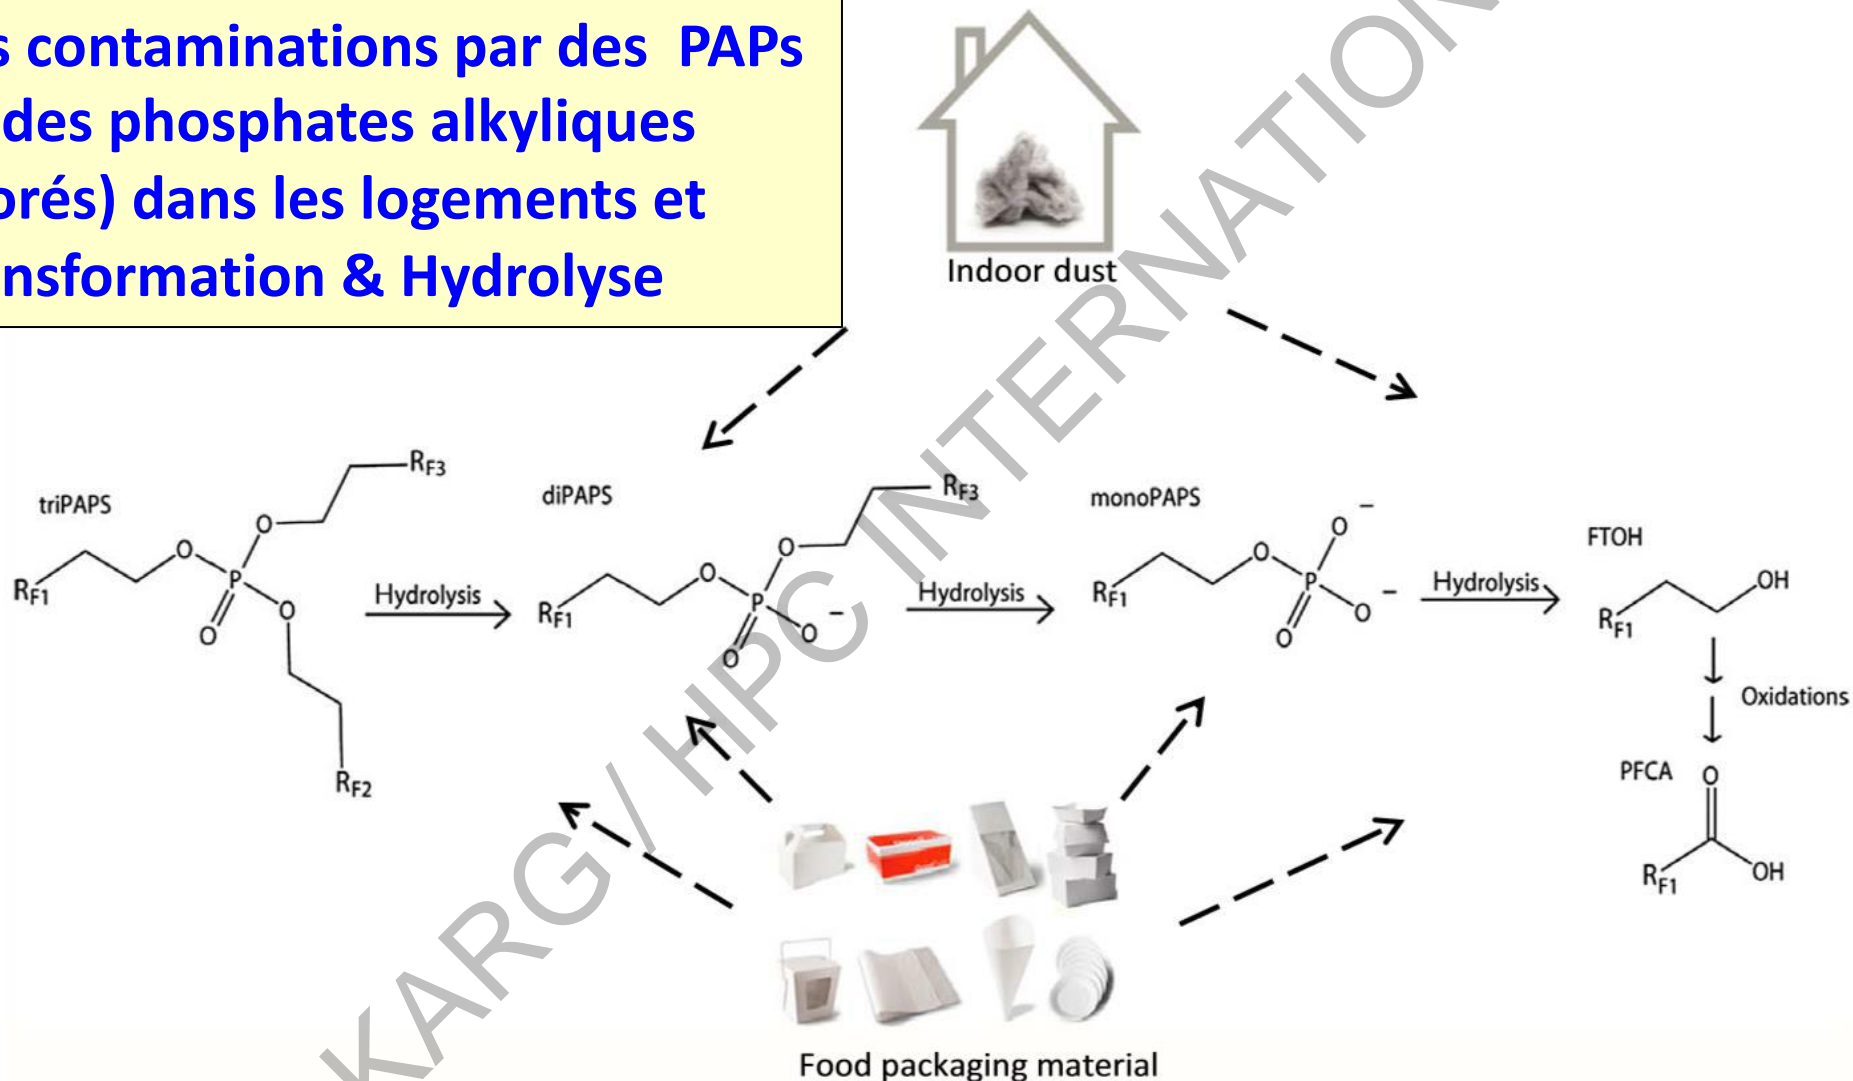 s contaminations par des PAPs
des phosphates alkyliques
orés) dans les logements et
nsformation & Hydrolyse
Indoor dust
triPAPS
RF3
O
O
P
RF1
O
O
RF2
Hydrolysis
diPAPS
RF3
O
O
P
RF1
O
−
O
Hydrolysis
monoPAPS
O
−
O
P
RF1
O
−
O
Hydrolysis
FTOH
OH
RF1
Oxidations
PFCA
O
RF1
OH
Food packaging material
KARG / HPC INTERNATION